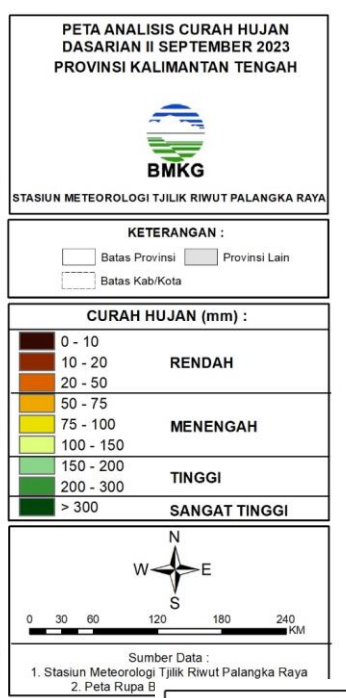 PETA ANALISIS CURAH HUJAN
DASARIAN II SEPTEMBER 2023
PROVINSI KALIMANTAN TENGAH
BMKG
STASIUN METEOROLOGI TJILIK RIWUT PALANGKA RAYA
KETERANGAN :
Batas Provinsi Provinsi Lain
Batas Kab/Kota
CURAH HUJAN (mm) :
0 - 10
10 - 20 RENDAH
20 - 50
50 - 75
75 - 100 MENENGAH
100 - 150
150 - 200
200 - 300 TINGGI
> 300 SANGAT TINGGI
N
W E
S
0 30 60 120 180 240
KM
Sumber Data :
1. Stasiun Meteorologi Tjilik Riwut Palangka Raya
2. Peta Rupa B